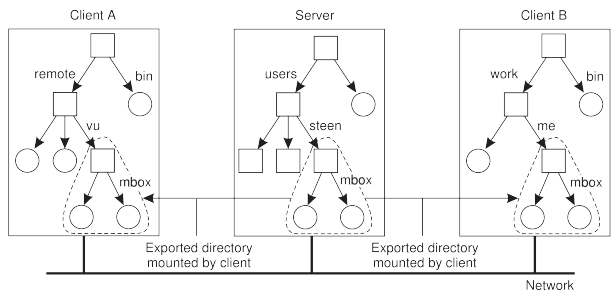 Client A
Server
Client B
remote
bin
users
work
bin
vu
steen
me
mbox
mbox
mbox
Exported directory
mounted by client
Exported directory
mounted by client
Network